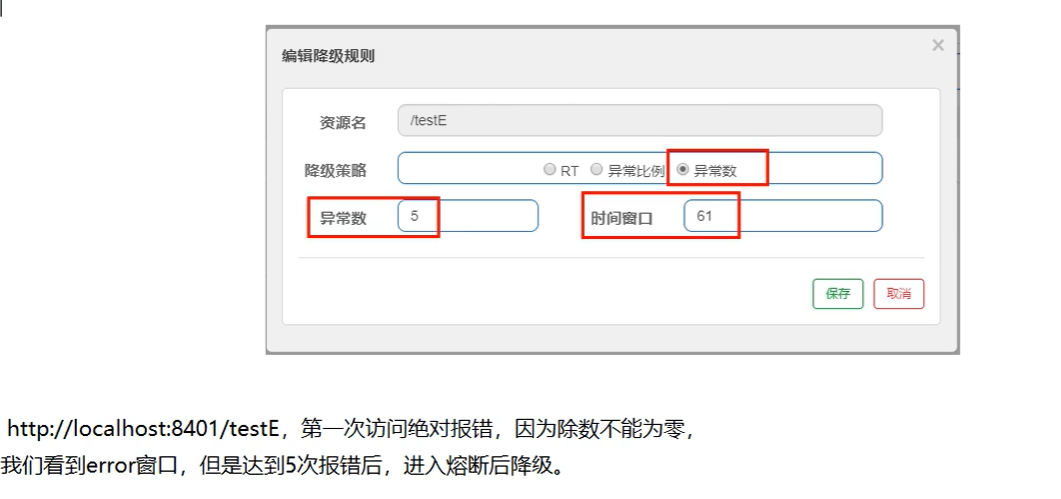 编辑降级规则 ×
资源名 /testE
降级策略 RT 异常比例 异常数
异常数 5 时间窗口 61
保存 取消
http://localhost:8401/testE，第一次访问绝对报错，因为除数不能为零，
我们看到error窗口，但是达到5次报错后，进入熔断后降级。